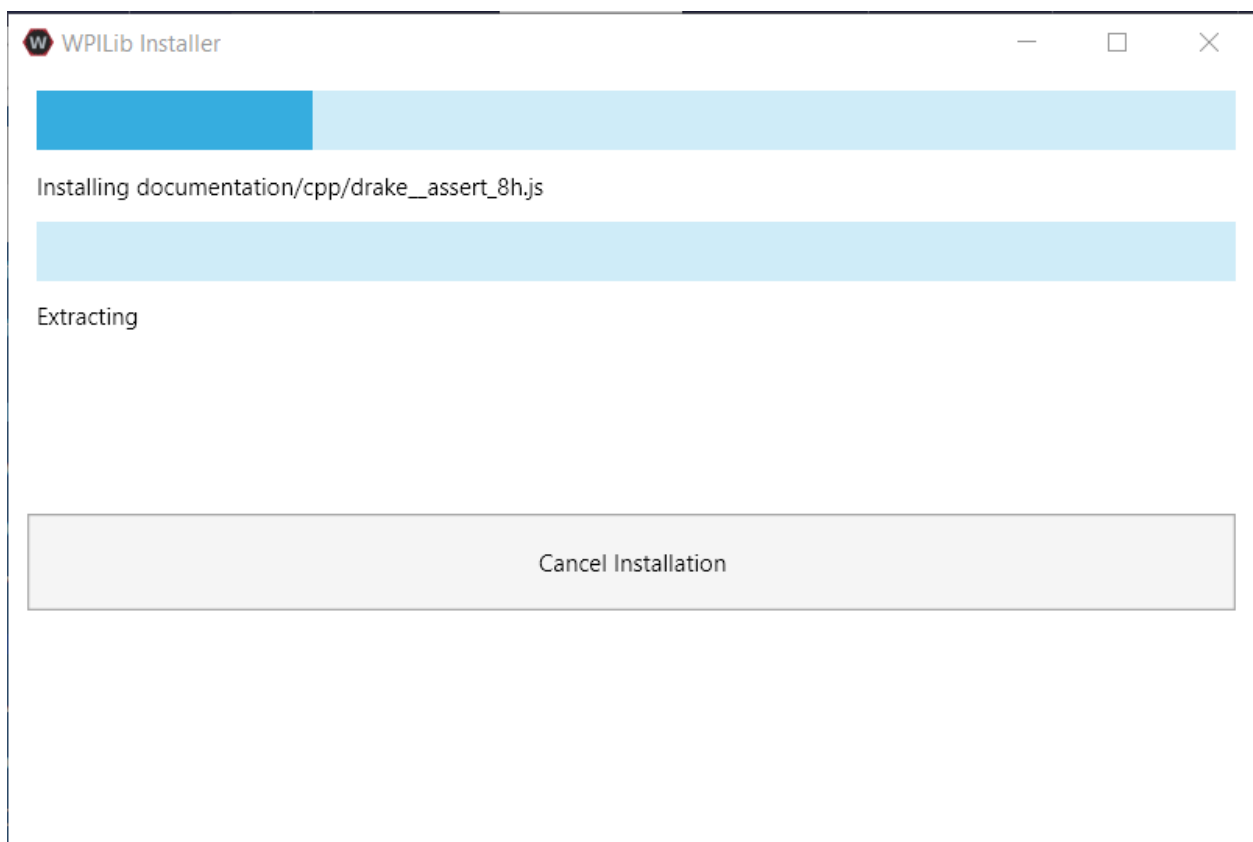 W WPILib Installer
Installing documentation/cpp/drake__assert_8h.js
Extracting
Cancel Installation